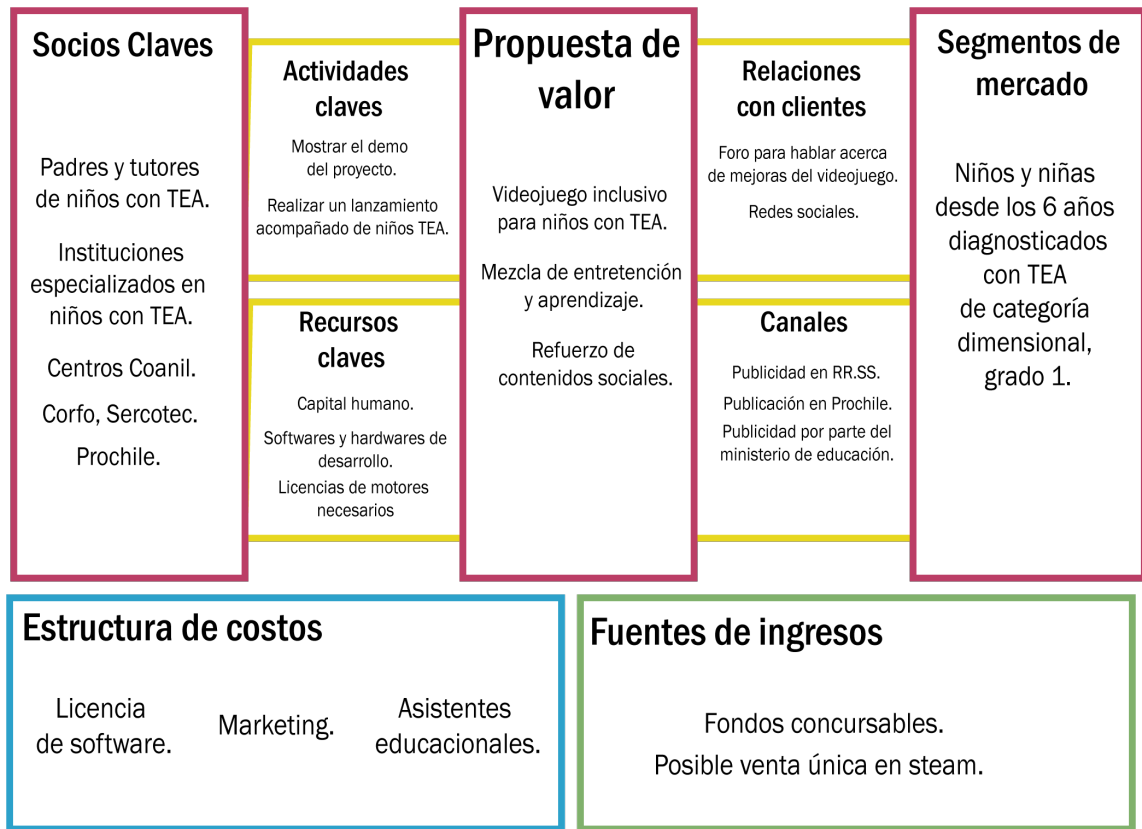 Socios Claves
Padres y tutores
de niños con TEA.
Instituciones
especializados en
niños con TEA.
Centros Coanil.
Corfo, Sercotec.
Prochile.
Actividades
claves
Mostrar el demo
del proyecto.
Realizar un lanzamiento
acompañado de niños TEA.
Recursos
claves
Capital humano.
Softwares y hardwares de
desarrollo.
Licencias de motores
necesarios
Propuesta de
valor
Videojuego inclusivo
para niños con TEA.
Mezcla de entretención
y aprendizaje.
Refuerzo de
contenidos sociales.
Relaciones
con clientes
Foro para hablar acerca
de mejoras del videojuego.
Redes sociales.
Canales
Publicidad en RR.SS.
Publicación en Prochile.
Publicidad por parte del
ministerio de educación.
Segmentos de
mercado
Niños y niñas
desde los 6 años
diagnosticados
con TEA
de categoría
dimensional,
grado 1.
Estructura de costos
Licencia
de software.
Marketing.
Asistentes
educacionales.
Fuentes de ingresos
Fondos concursables.
Posible venta única en steam.